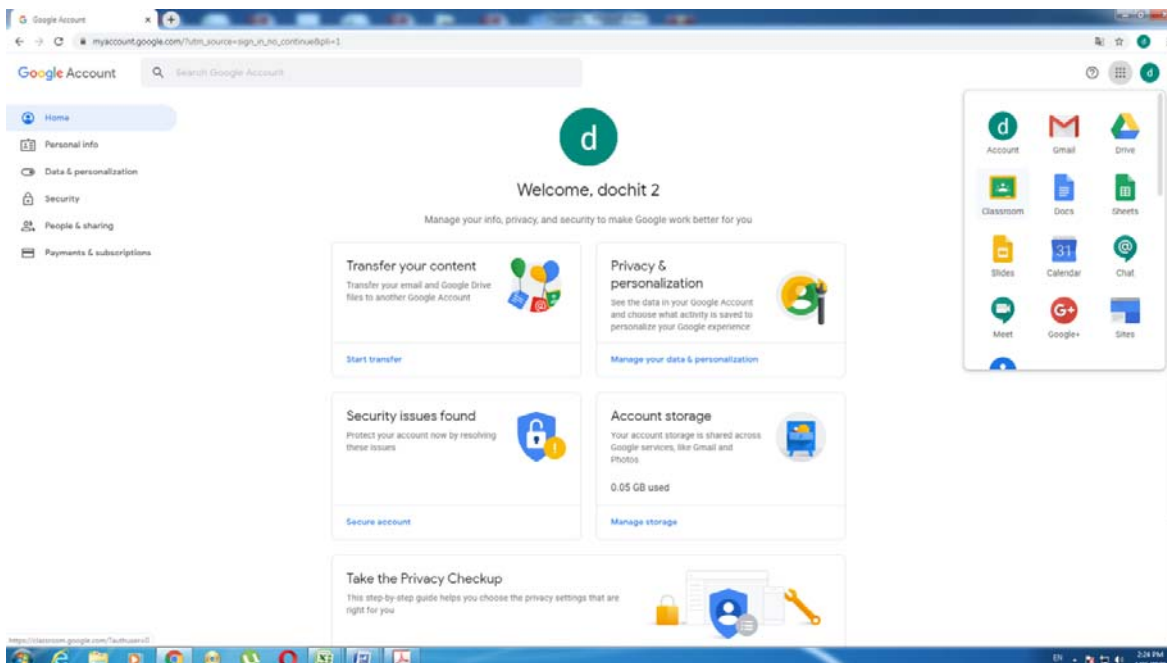 Google Account
myaccount.google.com/?utm_source=sign_in_no_continue&pli=1
Google Account
Search Google Account
Home
Personal info
Data & personalization
Security
People & sharing
Payments & subscriptions
d
Welcome, dochit 2
Manage your info, privacy, and security to make Google work better for you
Transfer your content
Transfer your email and Google Drive
files to another Google Account
Start transfer
Privacy &
personalization
See the data in your Google Account
and choose what activity is saved to
personalize your Google experience
Manage your data & personalization
Security issues found
Protect your account now by resolving
these issues
Secure account
Account storage
Your account storage is shared across
Google services, like Gmail and
Photos
0.05 GB used
Manage storage
Take the Privacy Checkup
This step-by-step guide helps you choose the privacy settings that are
right for you
d
Account Gmail Drive
Classroom Docs Sheets
31
Slides Calendar Chat
G+
Meet Google+ Sites
https://classroom.google.com/?authuser=0
EN
2:24 PM